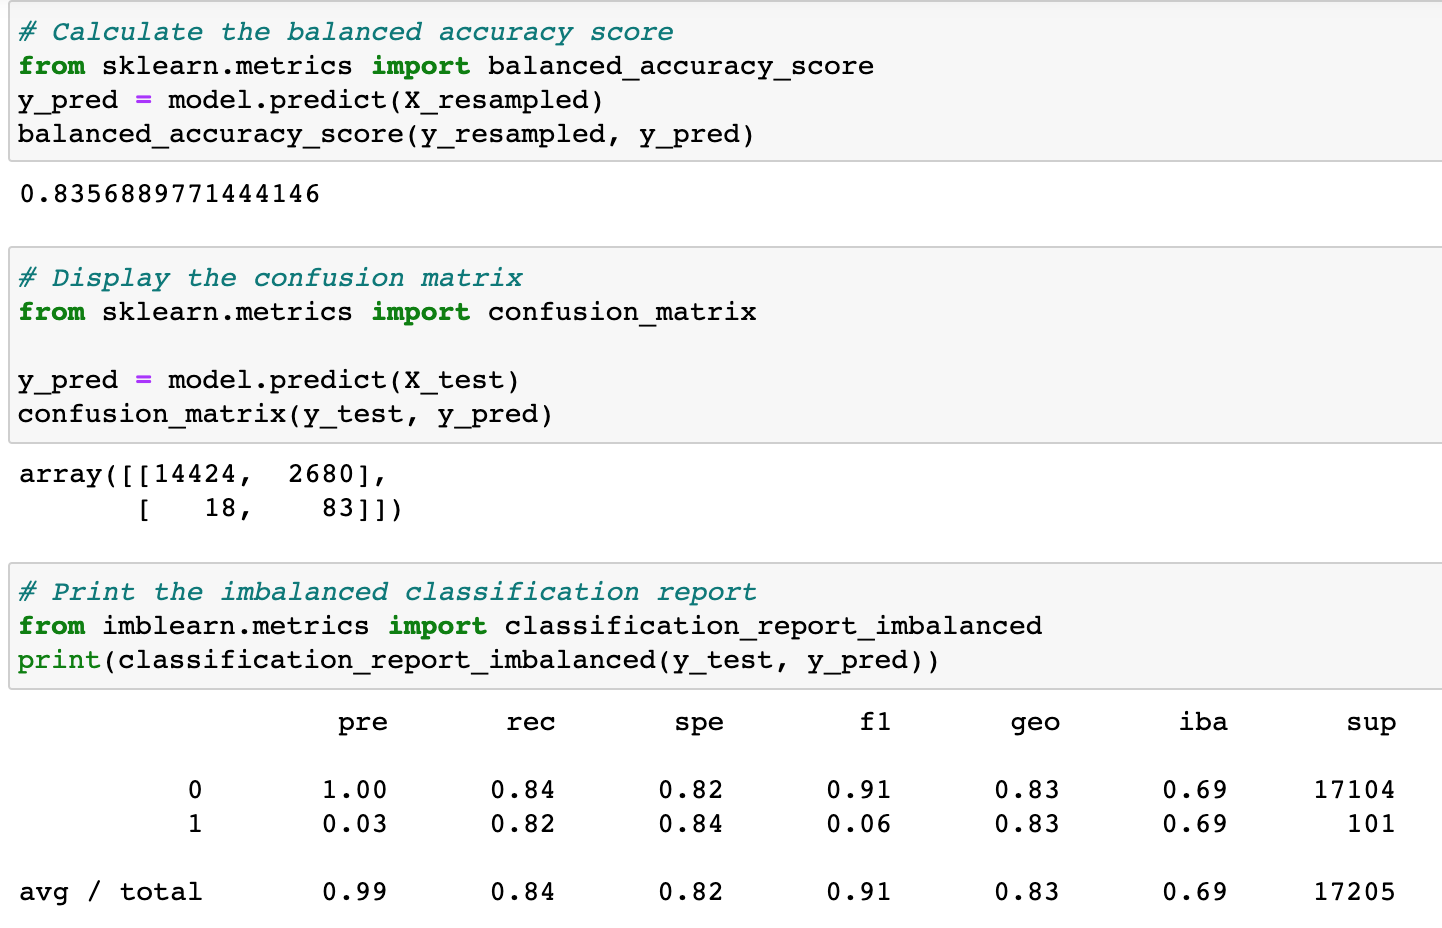 # Calculate the balanced accuracy score
from sklearn.metrics import balanced_accuracy_score
y_pred = model.predict(X_resampled)
balanced_accuracy_score(y_resampled, y_pred)
0.8356889771444146
# Display the confusion matrix
from sklearn.metrics import confusion_matrix
y_pred = model.predict(X_test)
confusion_matrix(y_test, y_pred)
array([[14424,  2680],
       [   18,    83]])
# Print the imbalanced classification report
from imblearn.metrics import classification_report_imbalanced
print(classification_report_imbalanced(y_test, y_pred))
                   pre       rec       spe        f1       geo       iba       sup
          0       1.00      0.84      0.82      0.91      0.83      0.69     17104
          1       0.03      0.82      0.84      0.06      0.83      0.69       101
avg / total       0.99      0.84      0.82      0.91      0.83      0.69     17205